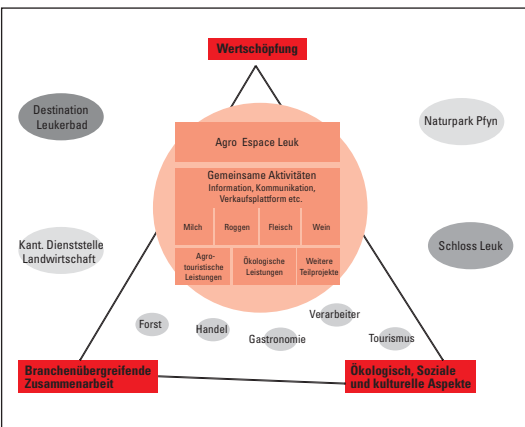 Wertschöpfung
Destination
Leukerbad
Naturpark Pfyn
Agro Espace Leuk
Gemeinsame Aktivitäten
Information, Kommunikation,
Verkaufsplattform etc.
Milch
Roggen
Fleisch
Wein
Kant. Dienststelle
Landwirtschaft
Schloss Leuk
Agro-
touristische
Leistungen
Ökologische
Leistungen
Weitere
Teilprojekte
Forst
Handel
Gastronomie
Verarbeiter
Tourismus
Branchenübergreifende
Zusammenarbeit
Ökologisch, Soziale
und kulturelle Aspekte